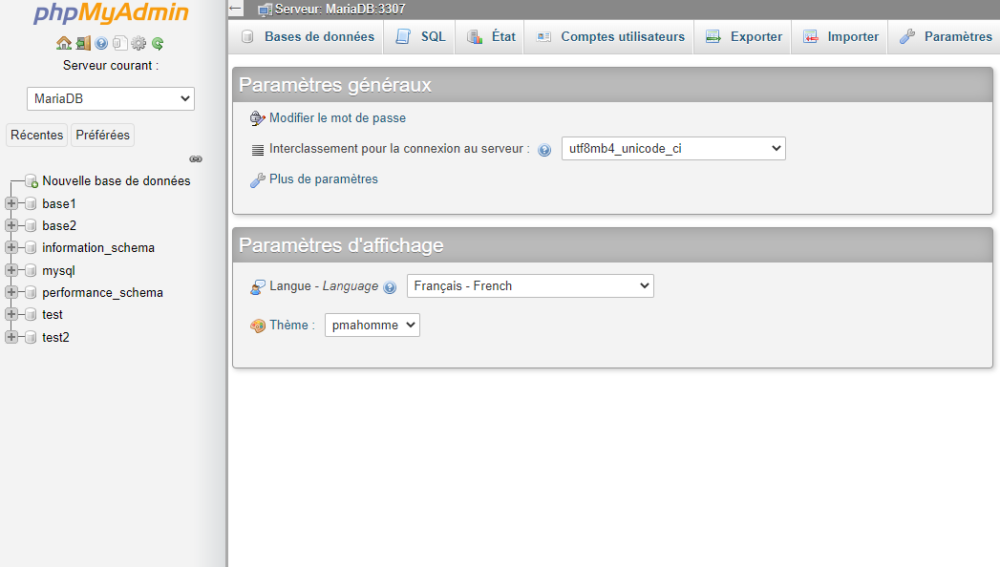 phpMyAdmin
Serveur courant :
MariaDB
Récentes Préférées
Nouvelle base de données
base1
base2
information_schema
mysql
performance_schema
test
test2
Serveur: MariaDB:3307
Bases de données SQL État Comptes utilisateurs Exporter Importer Paramètres
Paramètres généraux
Modifier le mot de passe
Interclassement pour la connexion au serveur : utf8mb4_unicode_ci
Plus de paramètres
Paramètres d'affichage
Langue - Language Français - French
Thème : pmahomme